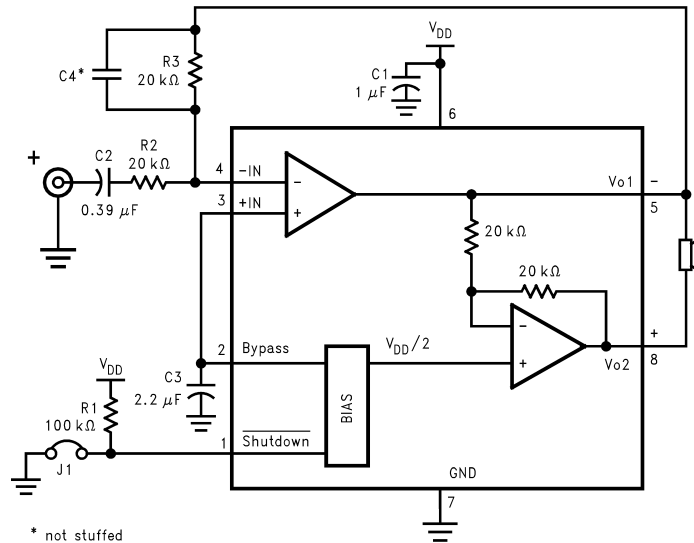 V_DD
C4*
R3
20 kΩ
C1
1 μF
6
+
C2
R2
20 kΩ
0.39 μF
4
-IN
3
+IN
-
+
Vo1
-
5
20 kΩ
20 kΩ
2
Bypass
V_DD/2
-
+
+
Vo2
8
C3
2.2 μF
V_DD
R1
100 kΩ
BIAS
1
Shutdown
J1
GND
7
* not stuffed